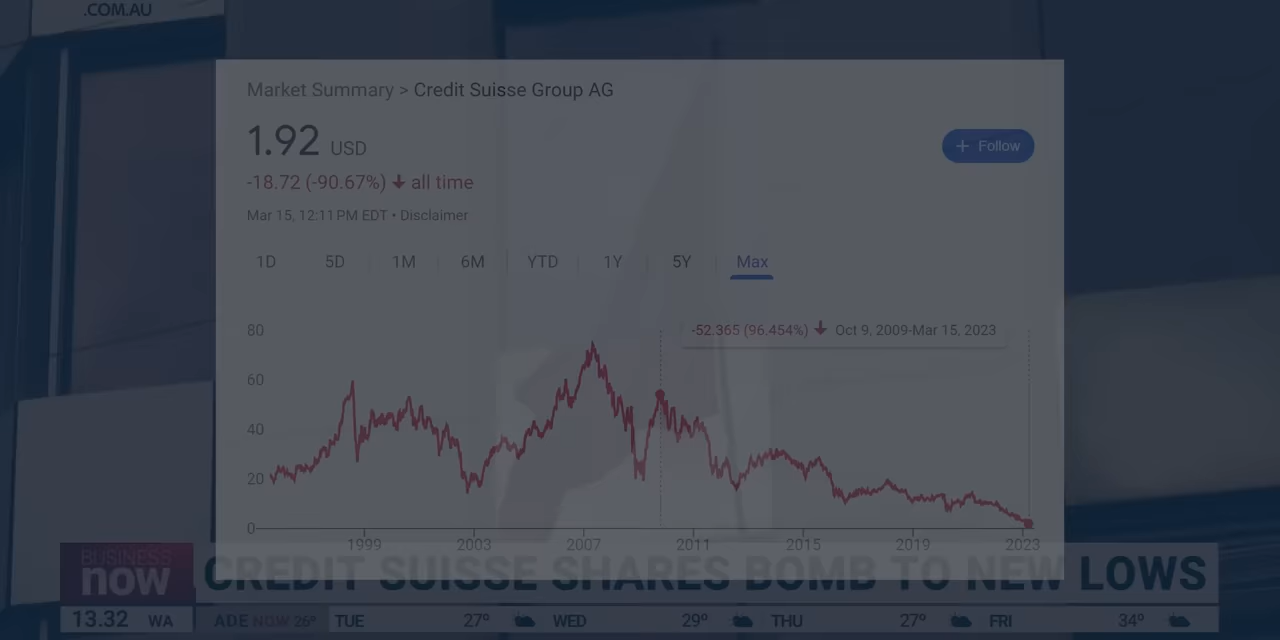 .COM.AU
Market Summary > Credit Suisse Group AG
1.92 USD
+ Follow
-18.72 (-90.67%) all time
Mar 15, 12:11 PM EDT • Disclaimer
1D 5D 1M 6M YTD 1Y 5Y Max
-52.365 (96.454%) Oct 9, 2009-Mar 15, 2023
80
60
40
20
0
1999 2003 2007 2011 2015 2019 2023
BUSINESS
now
CREDIT SUISSE SHARES BOMB TO NEW LOWS
13.32 WA ADE NOW 26° TUE 27° WED 29° THU 27° FRI 34°